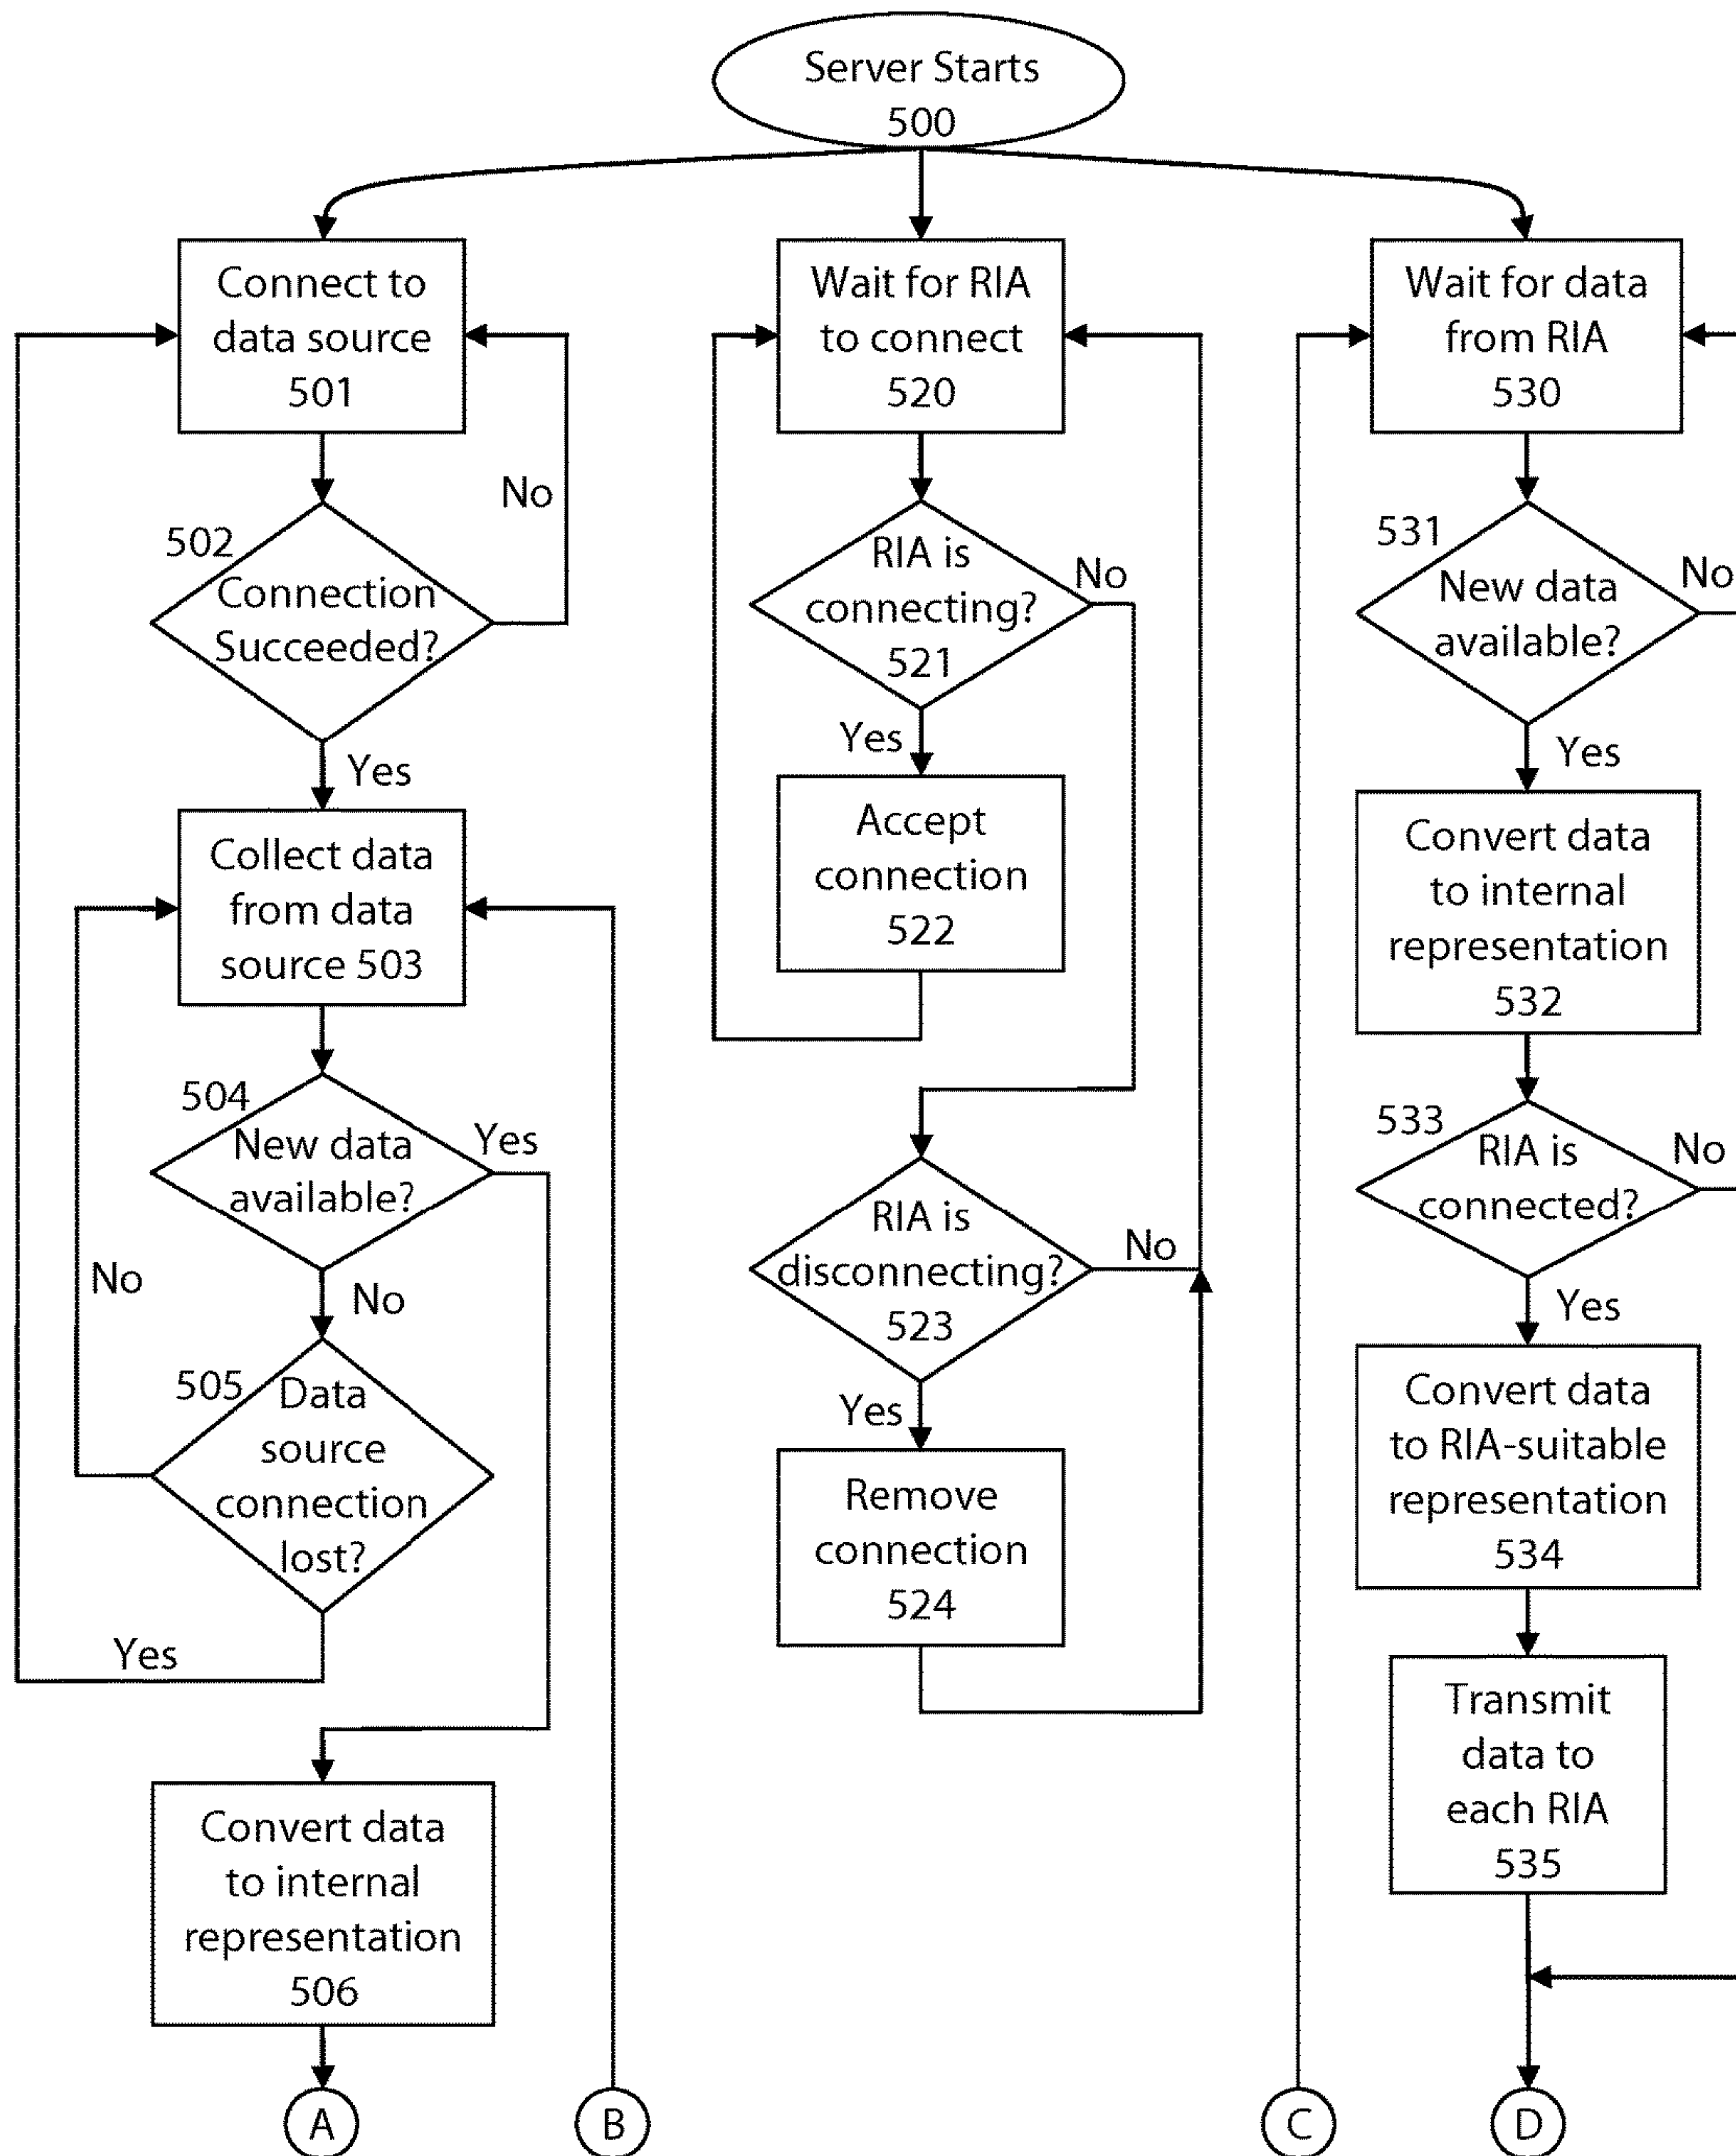 Server Starts
500
Connect to
data source
501
No
502
Connection
Succeeded?
Yes
Collect data
from data
source 503
504
New data
available?
Yes
No
No
505
Data
source
connection
lost?
Yes
Convert data
to internal
representation
506
A
B
Wait for RIA
to connect
520
RIA is
connecting?
521
No
Yes
Accept
connection
522
RIA is
disconnecting?
523
No
Yes
Remove
connection
524
Wait for data
from RIA
530
531
New data
available?
No
Yes
Convert data
to internal
representation
532
533
RIA is
connected?
No
Yes
Convert data
to RIA-suitable
representation
534
Transmit
data to
each RIA
535
C
D